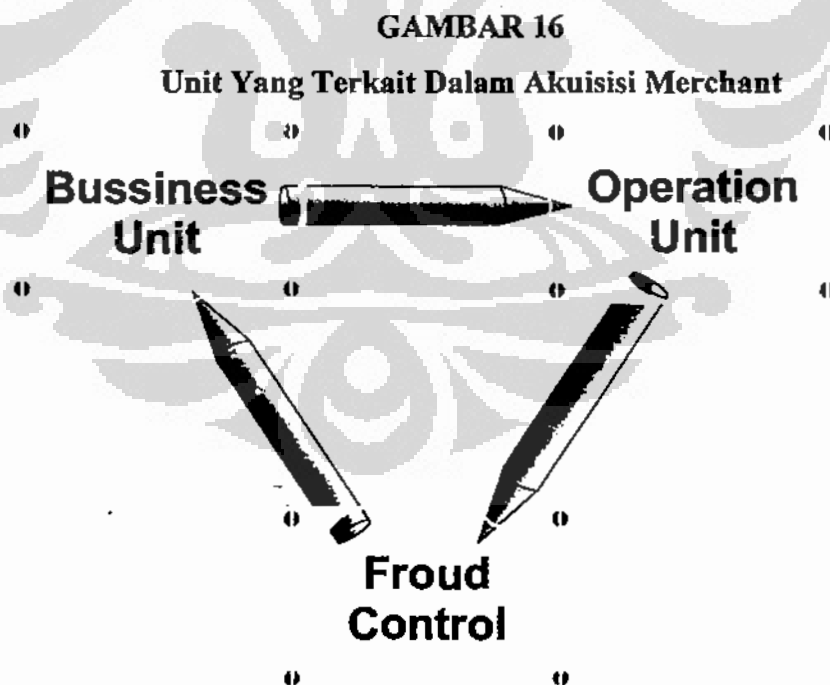 GAMBAR 16
Unit Yang Terkait Dalam Akuisisi Merchant
Bussiness
Unit
Operation
Unit
Froud
Control